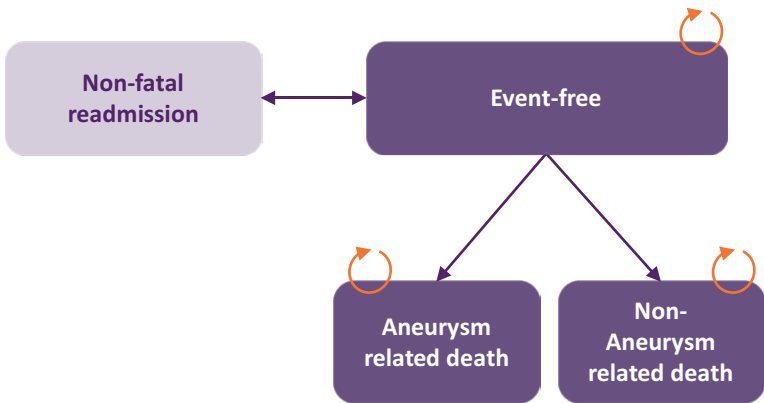 Non-fatal
readmission
Event-free
Aneurysm
related death
Non-
Aneurysm
related death